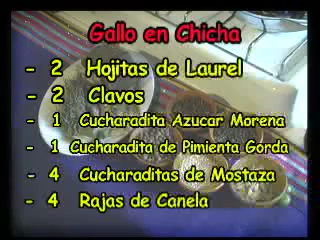 Gallo en Chicha
- 2 Hojitas de Laurel
- 2 Clavos
- 1 Cucharadita Azucar Morena
- 1 Cucharadita de Pimienta Gorda
- 4 Cucharaditas de Mostaza
- 4 Rajas de Canela